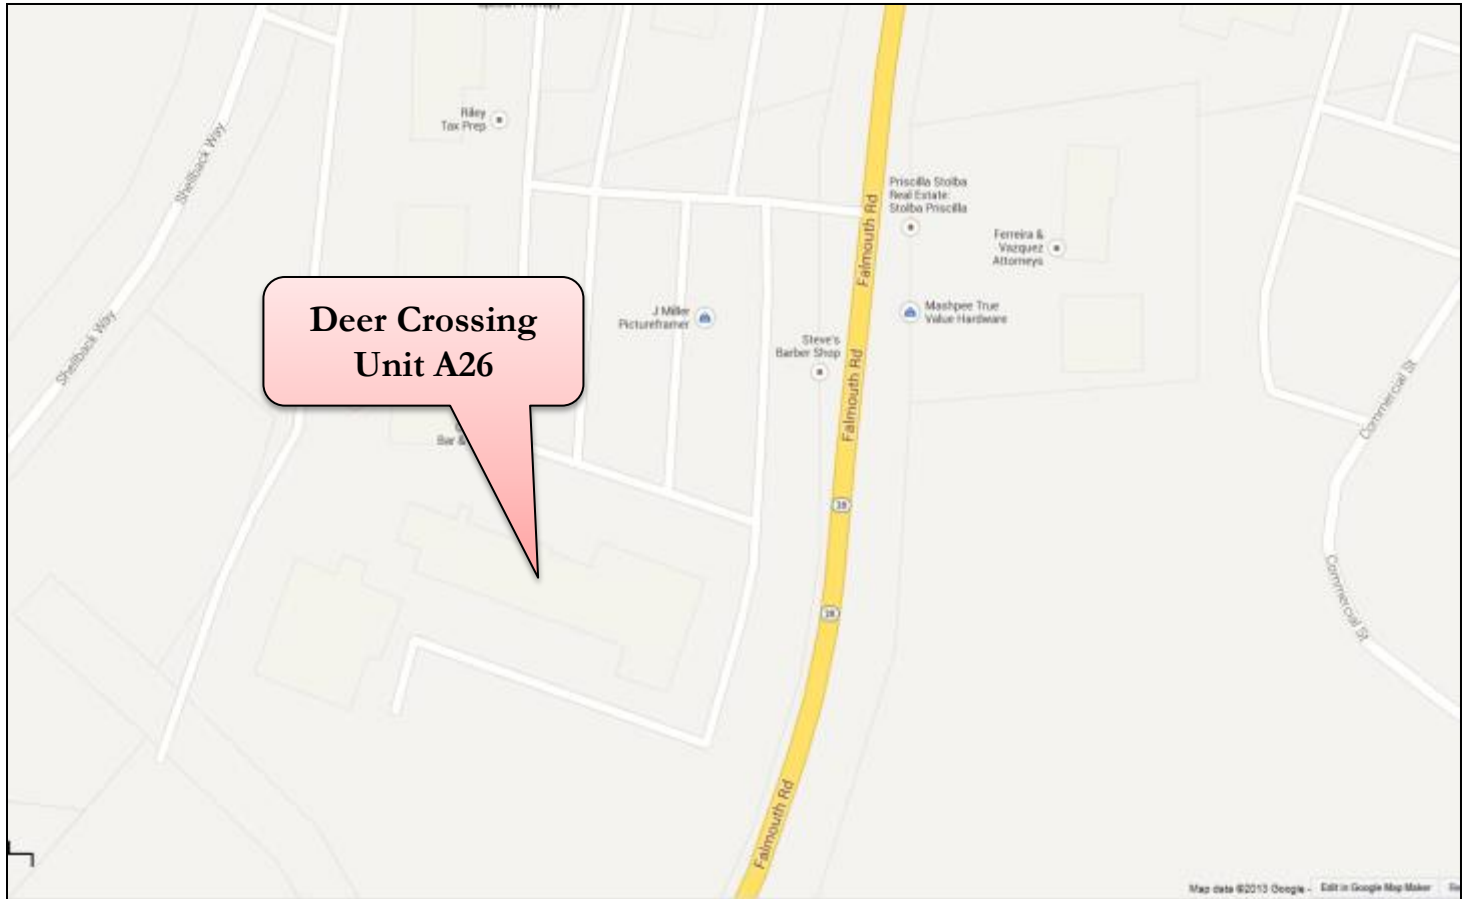 Riley
Tax Prep
Shellback Way
Priscilla Stolba
Real Estate:
Stolba Priscilla
Falmouth Rd
Ferreira &
Vazquez
Attorneys
Deer Crossing
Unit A26
J Miller
Pictureframer
Mashpee True
Value Hardware
Shellback Way
Steve's
Barber Shop
Falmouth Rd
Commercial St
Bar &
28
Commercial St
28
Falmouth Rd
Map data ©2013 Google - Edit in Google Map Maker